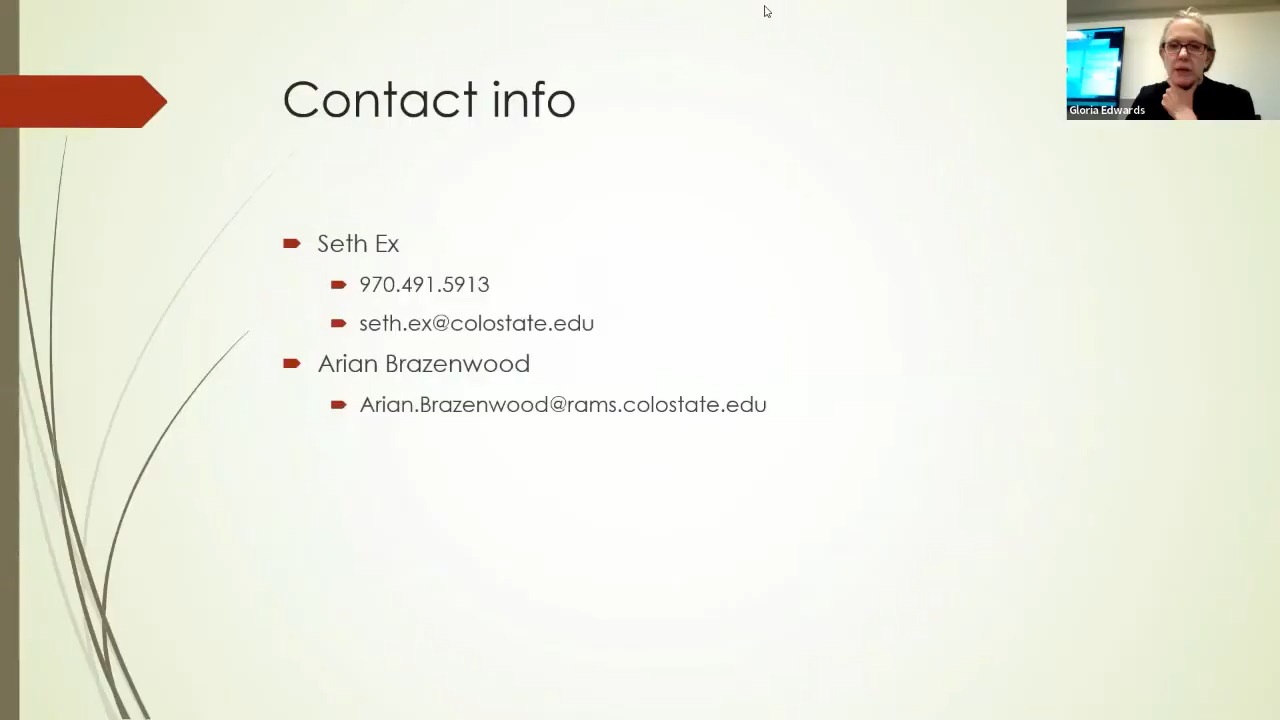 Contact info
Gloria Edwards
Seth Ex
970.491.5913
seth.ex@colostate.edu
Arian Brazenwood
Arian.Brazenwood@rams.colostate.edu